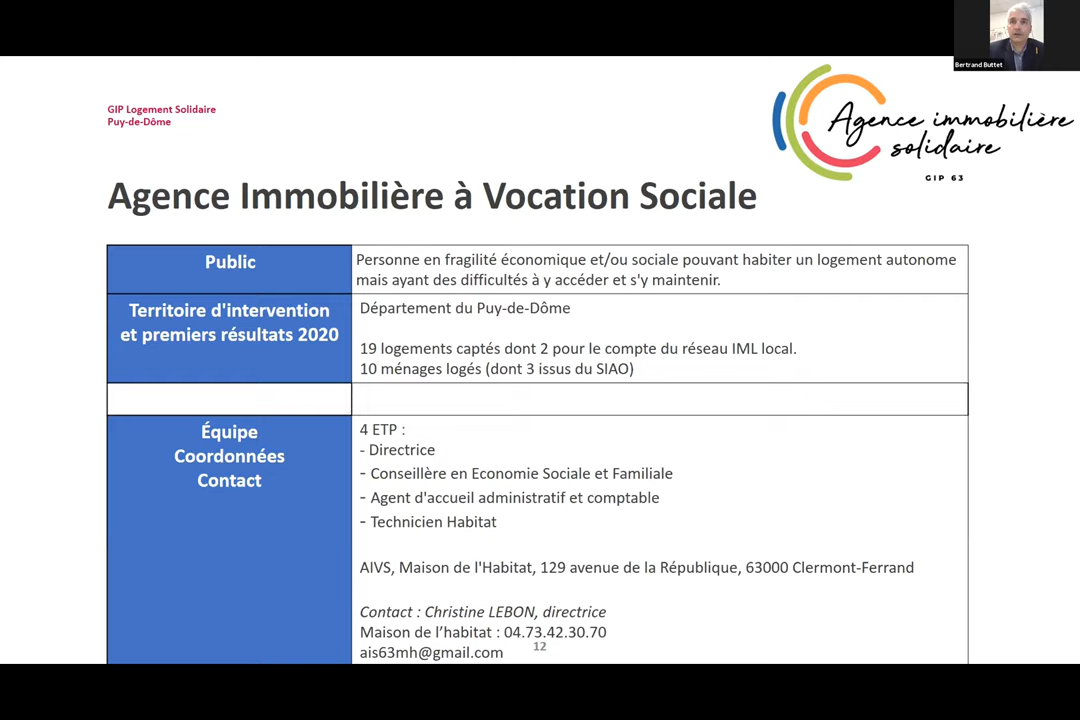 Bertrand Buttet
GIP Logement Solidaire
Puy-de-Dôme
Agence immobilière
solidaire
GIP 63
Agence Immobilière à Vocation Sociale
Public
Personne en fragilité économique et/ou sociale pouvant habiter un logement autonome
mais ayant des difficultés à y accéder et s'y maintenir.
Territoire d'intervention
et premiers résultats 2020
Département du Puy-de-Dôme
19 logements captés dont 2 pour le compte du réseau IML local.
10 ménages logés (dont 3 issus du SIAO)
Équipe
Coordonnées
Contact
4 ETP :
- Directrice
- Conseillère en Economie Sociale et Familiale
- Agent d'accueil administratif et comptable
- Technicien Habitat
AIVS, Maison de l'Habitat, 129 avenue de la République, 63000 Clermont-Ferrand
Contact : Christine LEBON, directrice
Maison de l’habitat : 04.73.42.30.70
ais63mh@gmail.com
12